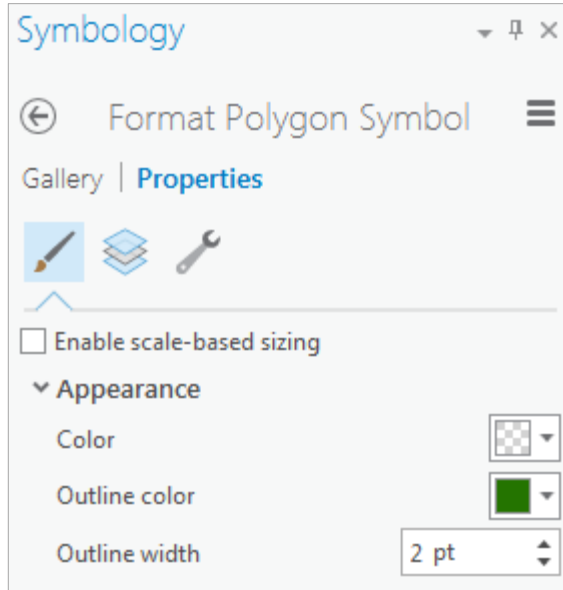 Symbology
Format Polygon Symbol
Gallery | Properties
Enable scale-based sizing
Appearance
Color
Outline color
Outline width 2 pt